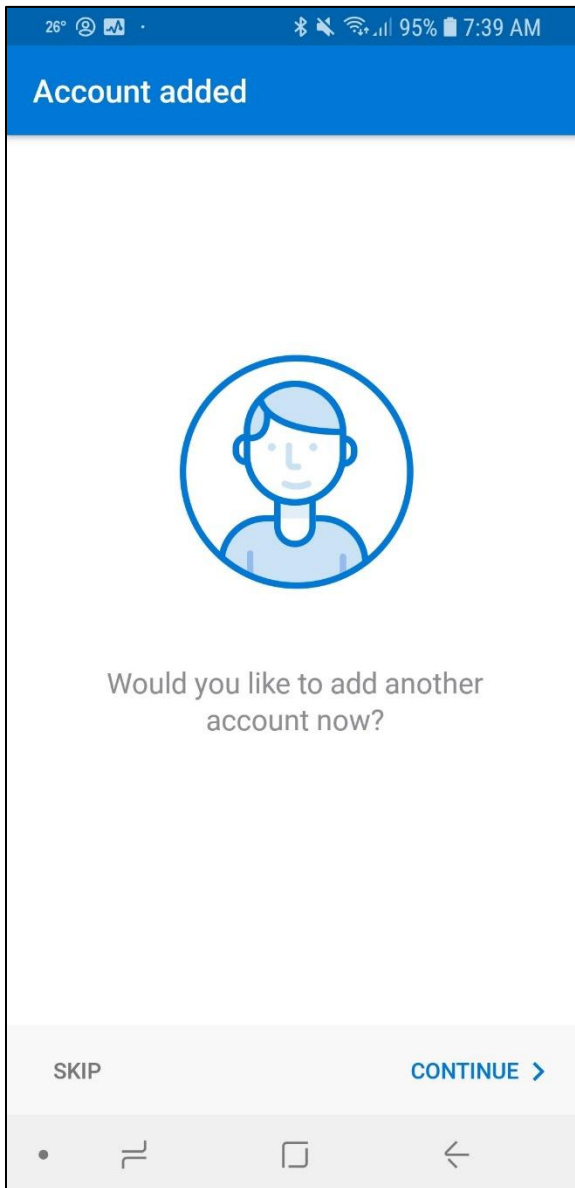 26° 95% 7:39 AM
Account added
Would you like to add another
account now?
SKIP CONTINUE